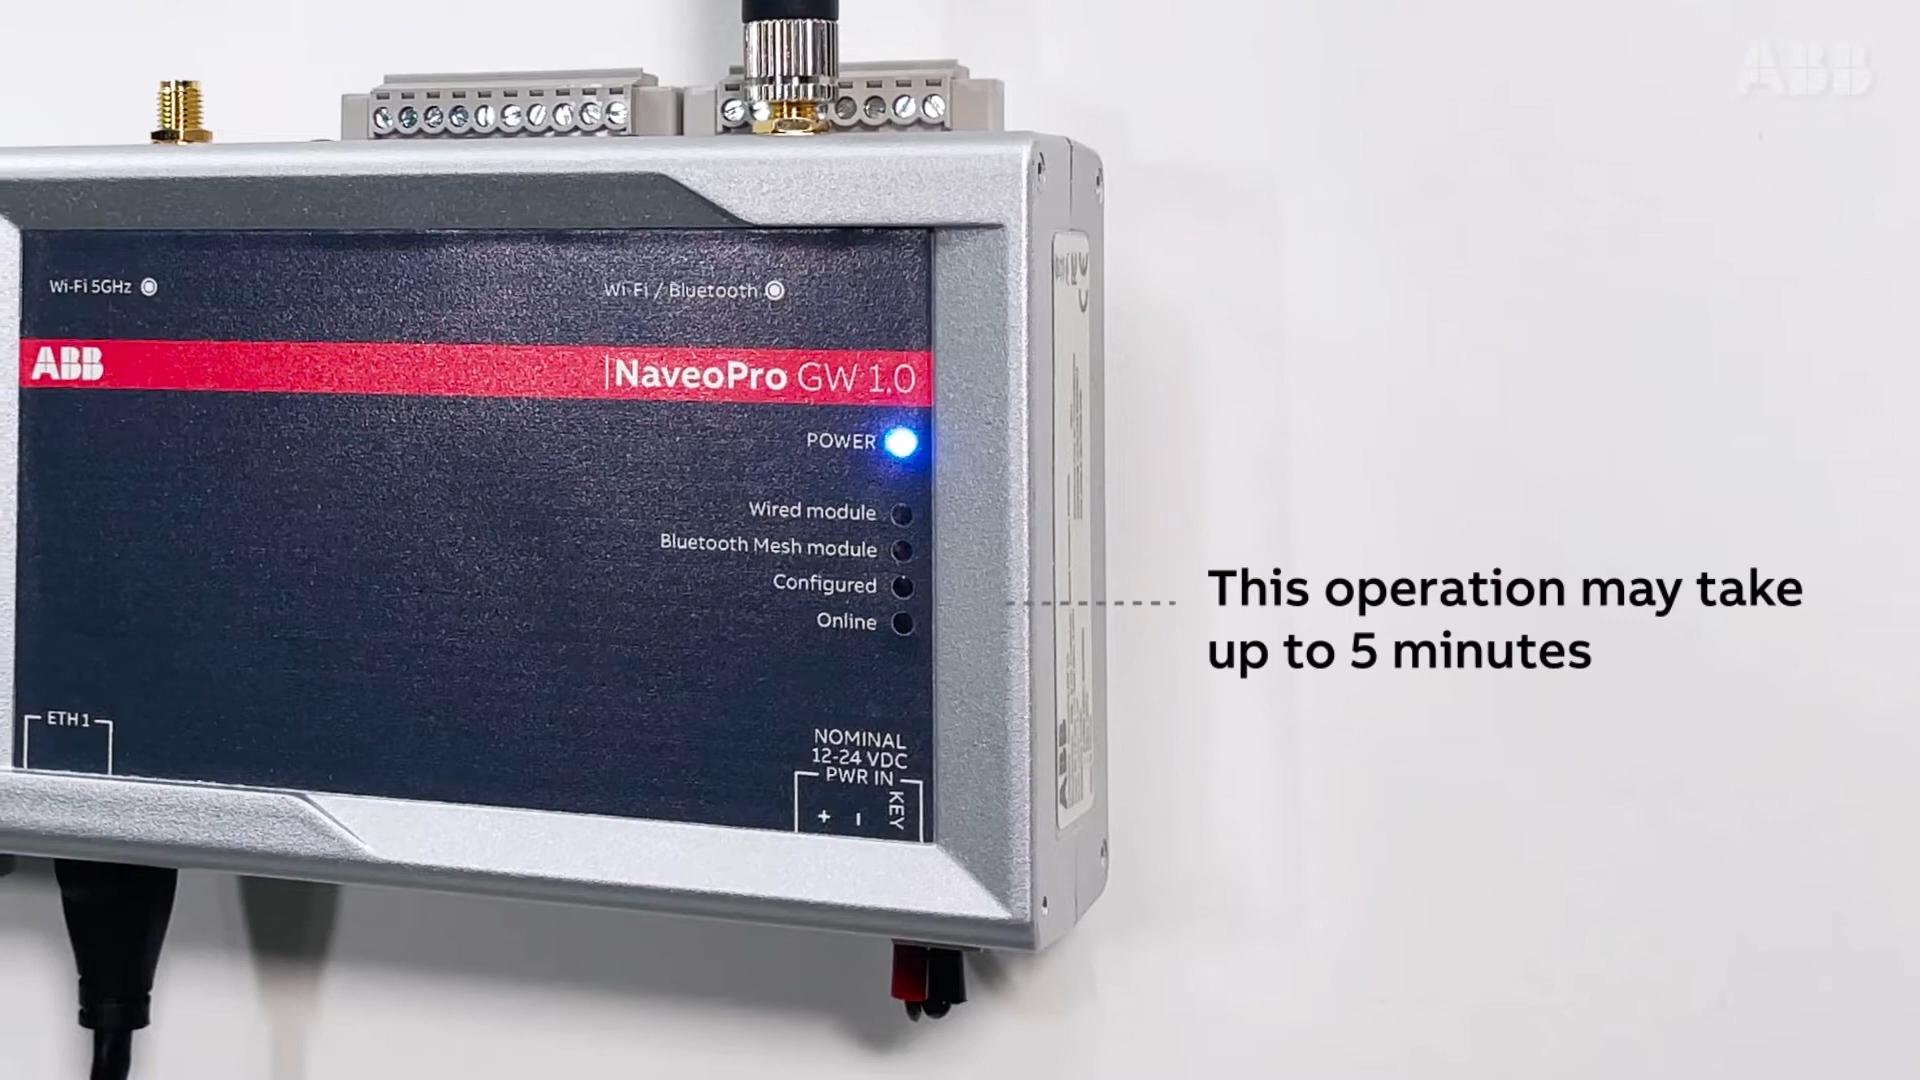 ABB
Wi-Fi 5GHz
Wi-Fi / Bluetooth
ABB
NaveoPro GW 1.0
POWER
Wired module
Bluetooth Mesh module
Configured
Online
This operation may take
up to 5 minutes
ETH 1
NOMINAL
12-24 VDC
PWR IN
+ -
KEY
ABB